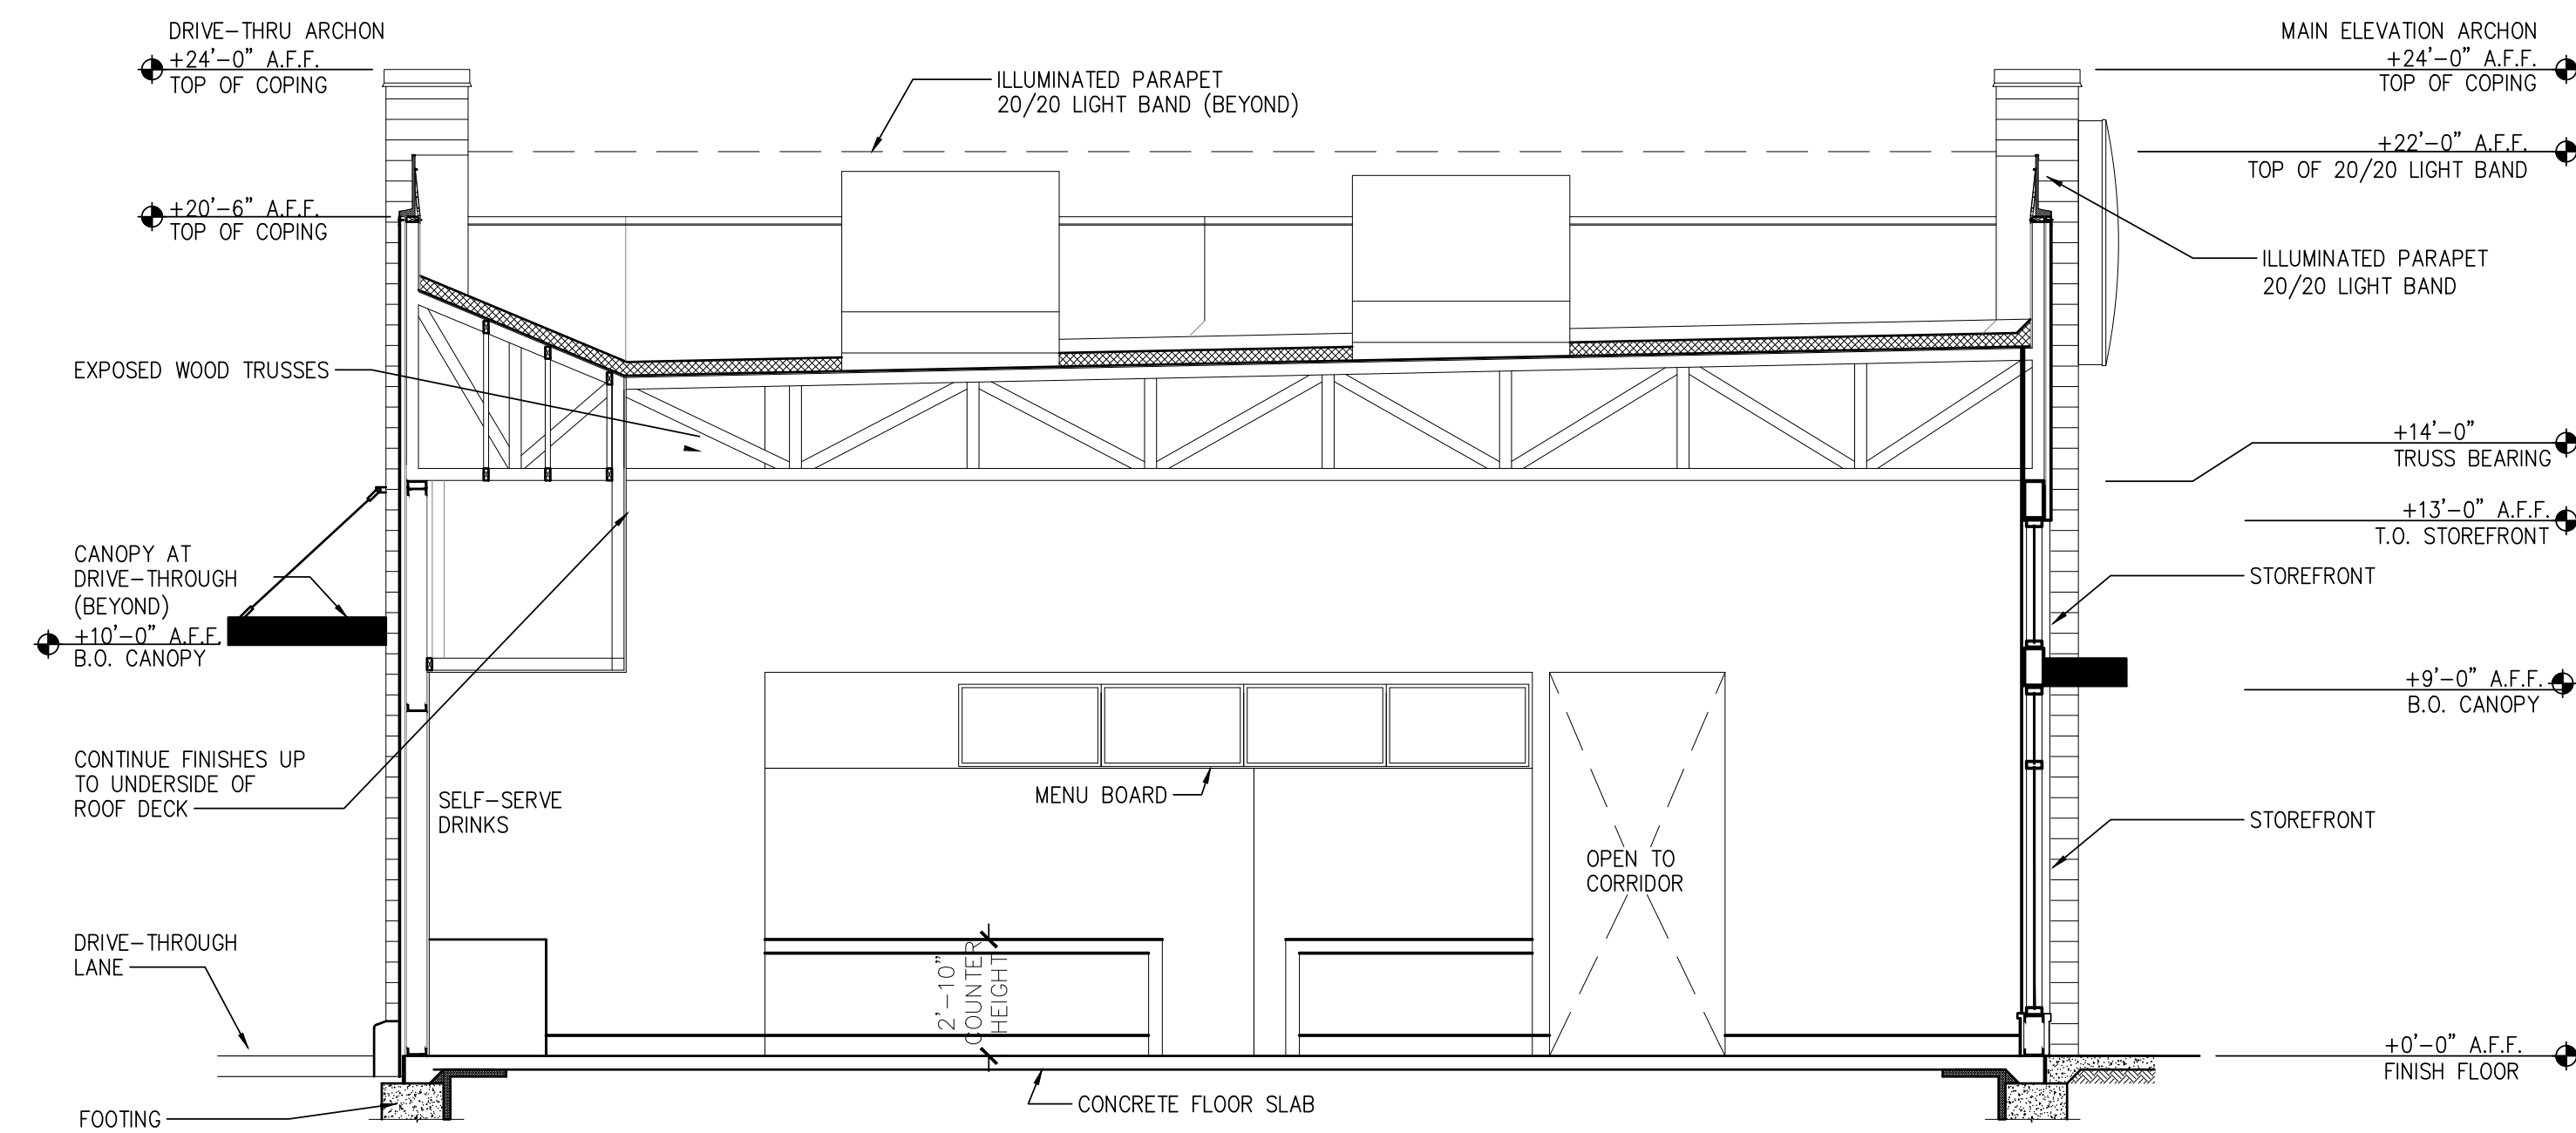 DRIVE-THRU ARCHON
+24'-0" A.F.F.
TOP OF COPING
+20'-6" A.F.F.
TOP OF COPING
EXPOSED WOOD TRUSSES
CANOPY AT
DRIVE-THROUGH
(BEYOND)
+10'-0" A.F.F.
B.O. CANOPY
CONTINUE FINISHES UP
TO UNDERSIDE OF
ROOF DECK
DRIVE-THROUGH
LANE
FOOTING
ILLUMINATED PARAPET
20/20 LIGHT BAND (BEYOND)
SELF-SERVE
DRINKS
MENU BOARD
OPEN TO
CORRIDOR
2'-10"
COUNTER
HEIGHT
CONCRETE FLOOR SLAB
MAIN ELEVATION ARCHON
+24'-0" A.F.F.
TOP OF COPING
+22'-0" A.F.F.
TOP OF 20/20 LIGHT BAND
ILLUMINATED PARAPET
20/20 LIGHT BAND
+14'-0"
TRUSS BEARING
+13'-0" A.F.F.
T.O. STOREFRONT
STOREFRONT
+9'-0" A.F.F.
B.O. CANOPY
STOREFRONT
+0'-0" A.F.F.
FINISH FLOOR